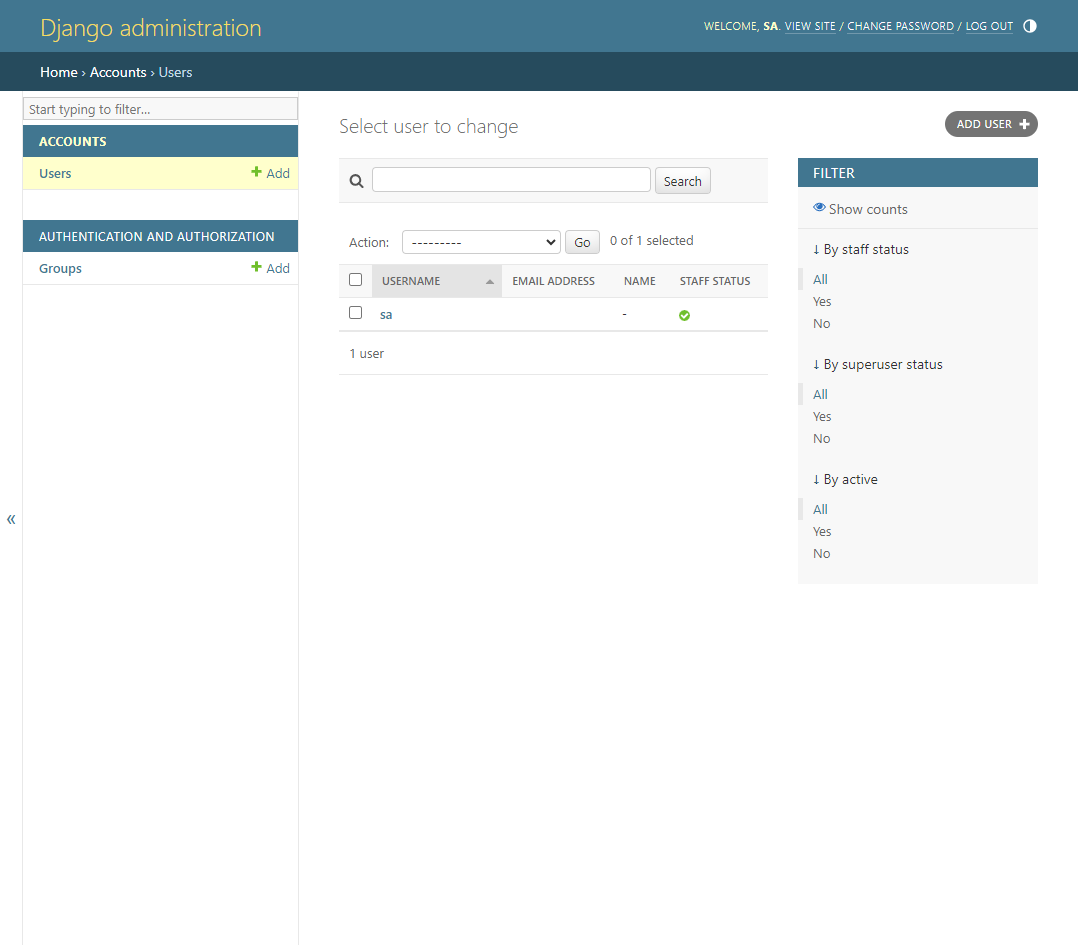 Django administration
WELCOME, SA. VIEW SITE / CHANGE PASSWORD / LOG OUT
Home › Accounts › Users
Start typing to filter...
ACCOUNTS
Users
Add
AUTHENTICATION AND AUTHORIZATION
Groups
Add
«
Select user to change
ADD USER
Search
Action:
---------
Go
0 of 1 selected
USERNAME EMAIL ADDRESS NAME STAFF STATUS
sa -
1 user
FILTER
Show counts
↓ By staff status
All
Yes
No
↓ By superuser status
All
Yes
No
↓ By active
All
Yes
No